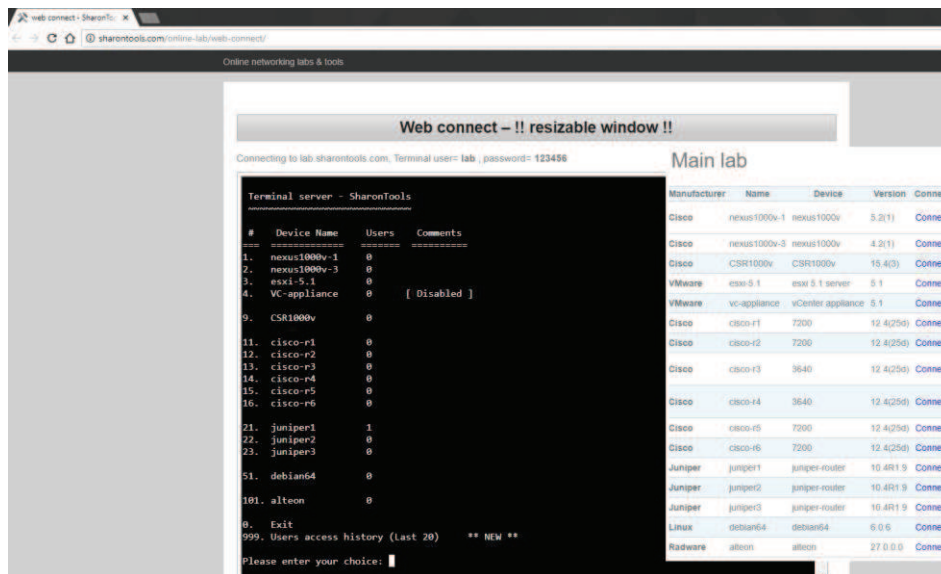 web connect - SharonTo
sharontools.com/online-lab/web-connect/
Online networking labs & tools
Web connect – !! resizable window !!
Connecting to lab.sharontools.com, Terminal user= lab , password= 123456
Terminal server - SharonTools
~~~~~~~~~~~~~~~~~~~~~~~~~~~~~
# Device Name Users Comments
=== ============= ======= ==========
1. nexus1000v-1 0
2. nexus1000v-3 0
3. esxi-5.1 0
4. VC-appliance 0 [ Disabled ]
9. CSR1000v 0
11. cisco-r1 0
12. cisco-r2 0
13. cisco-r3 0
14. cisco-r4 0
15. cisco-r5 0
16. cisco-r6 0
21. juniper1 1
22. juniper2 0
23. juniper3 0
51. debian64 0
101. alteon 0
0. Exit
999. Users access history (Last 20) ** NEW **
Please enter your choice:
Main lab
Manufacturer Name Device Version Conne
Cisco nexus1000v-1 nexus1000v 5.2(1) Conne
Cisco nexus1000v-3 nexus1000v 4.2(1) Conne
Cisco CSR1000v CSR1000v 15.4(3) Conne
VMware esxi-5.1 esxi 5.1 server 5.1 Conne
VMware vc-appliance vCenter appliance 5.1 Conne
Cisco cisco-r1 7200 12.4(25d) Conne
Cisco cisco-r2 7200 12.4(25d) Conne
Cisco cisco-r3 3640 12.4(25d) Conne
Cisco cisco-r4 3640 12.4(25d) Conne
Cisco cisco-r5 7200 12.4(25d) Conne
Cisco cisco-r6 7200 12.4(25d) Conne
Juniper juniper1 juniper-router 10.4R1.9 Conne
Juniper juniper2 juniper-router 10.4R1.9 Conne
Juniper juniper3 juniper-router 10.4R1.9 Conne
Linux debian64 debian64 6.0.6 Conne
Radware alteon alteon 27.0.0.0 Conne